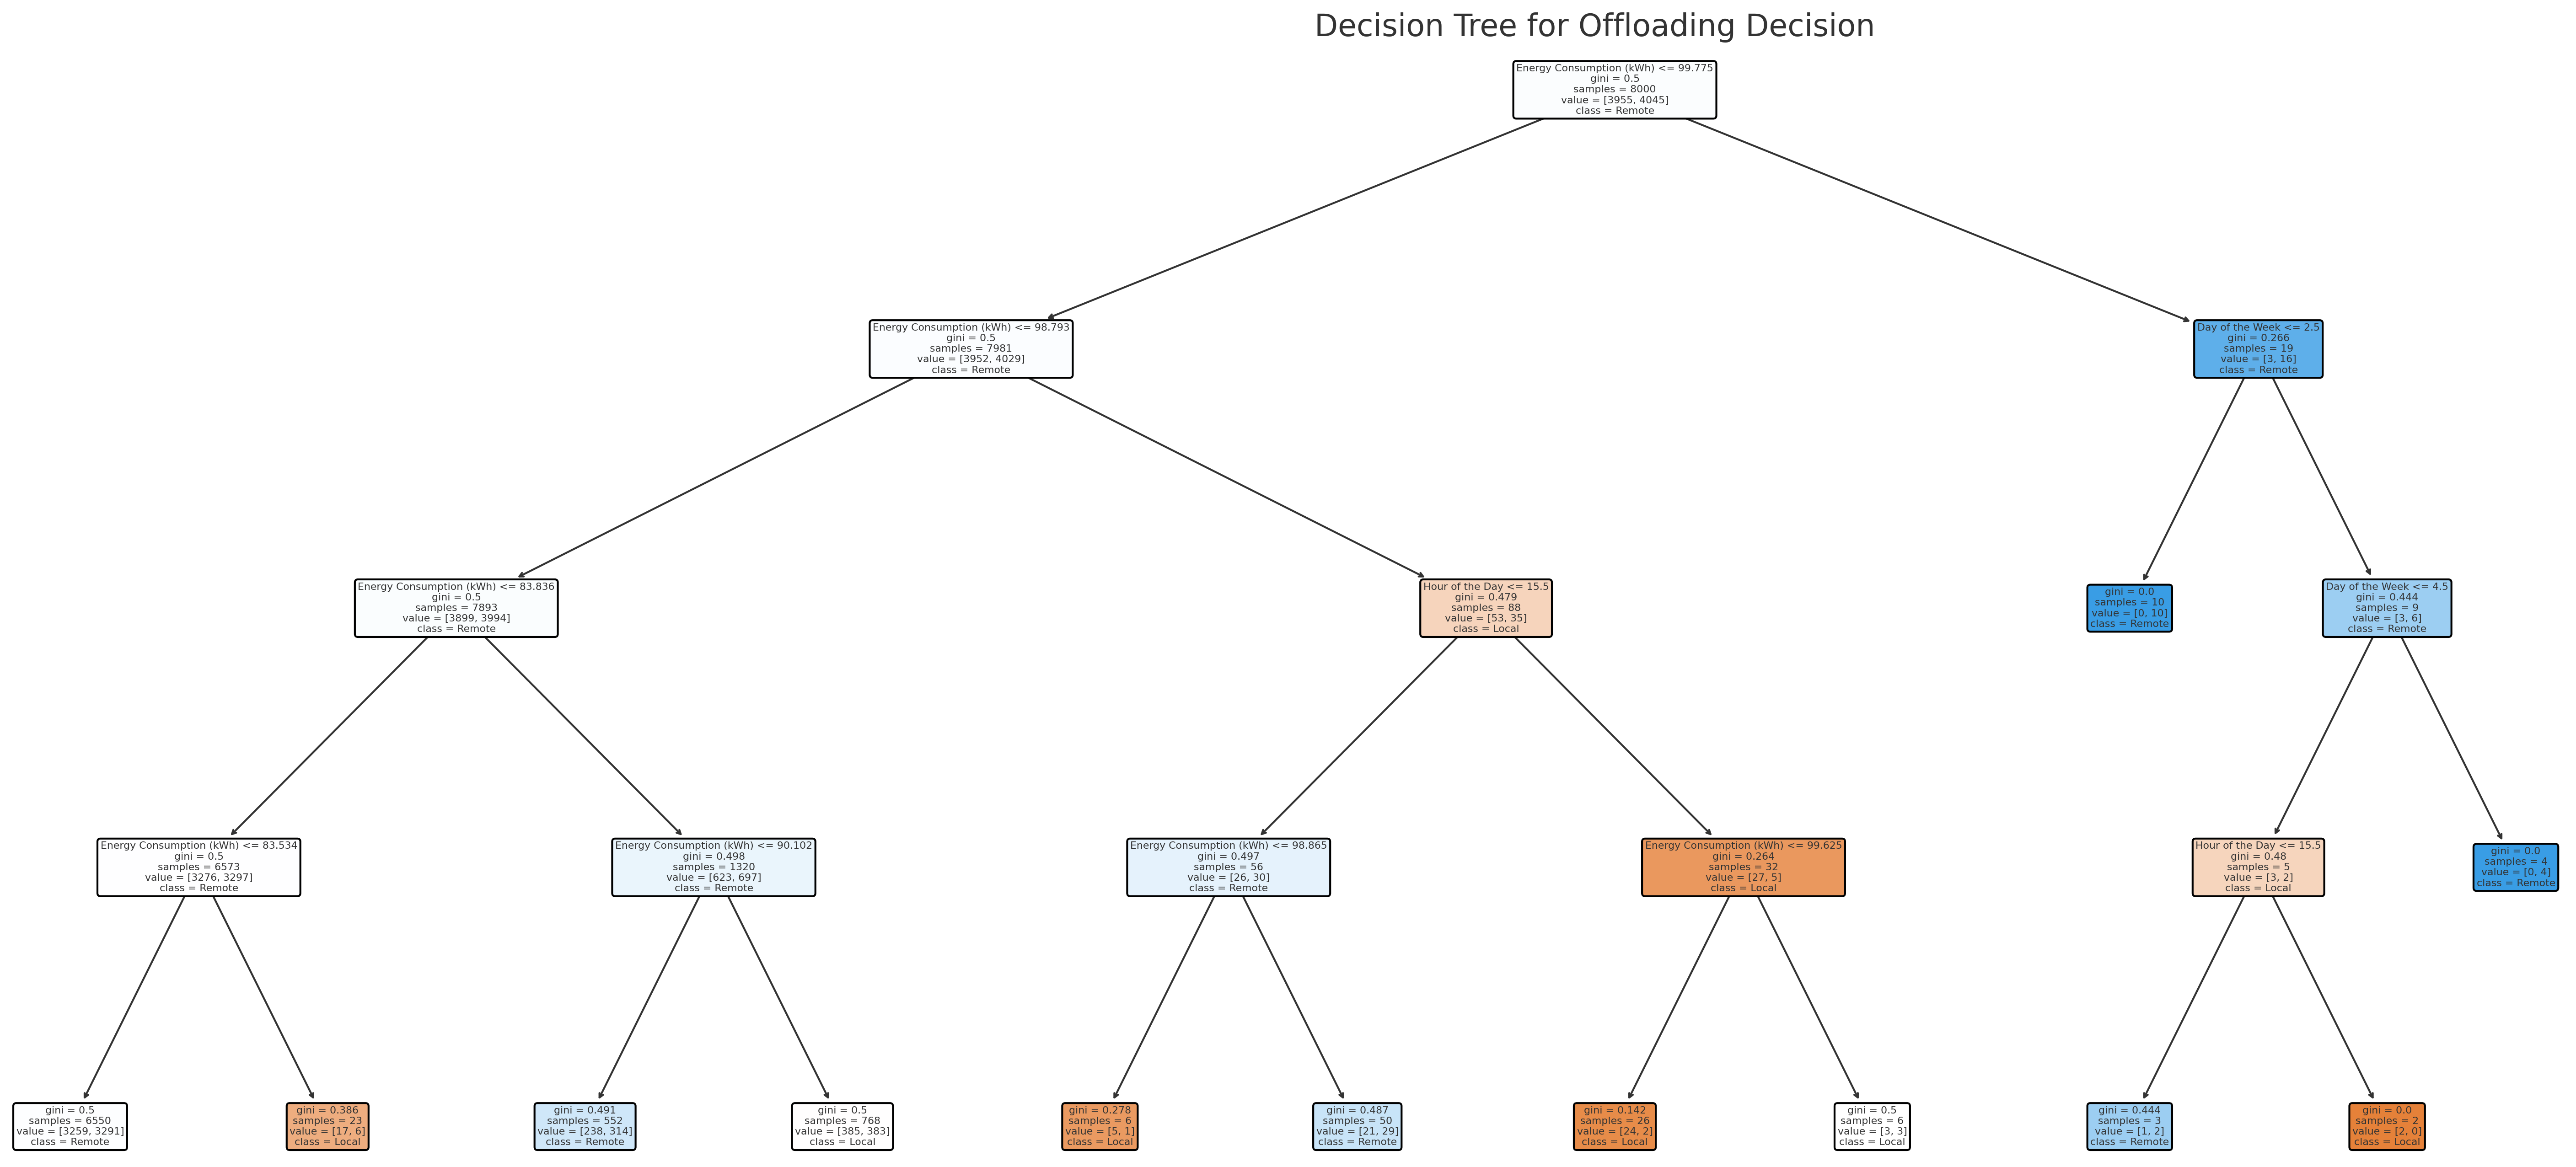 Decision Tree for Offloading Decision
Energy Consumption (kWh) <= 99.775
gini = 0.5
samples = 8000
value = [3955, 4045]
class = Remote
Energy Consumption (kWh) <= 98.793
gini = 0.5
samples = 7981
value = [3952, 4029]
class = Remote
Day of the Week <= 2.5
gini = 0.266
samples = 19
value = [3, 16]
class = Remote
Energy Consumption (kWh) <= 83.836
gini = 0.5
samples = 7893
value = [3899, 3994]
class = Remote
Hour of the Day <= 15.5
gini = 0.479
samples = 88
value = [53, 35]
class = Local
gini = 0.0
samples = 10
value = [0, 10]
class = Remote
Day of the Week <= 4.5
gini = 0.444
samples = 9
value = [3, 6]
class = Remote
Energy Consumption (kWh) <= 83.534
gini = 0.5
samples = 6573
value = [3276, 3297]
class = Remote
Energy Consumption (kWh) <= 90.102
gini = 0.498
samples = 1320
value = [623, 697]
class = Remote
Energy Consumption (kWh) <= 98.865
gini = 0.497
samples = 56
value = [26, 30]
class = Remote
Energy Consumption (kWh) <= 99.625
gini = 0.264
samples = 32
value = [27, 5]
class = Local
Hour of the Day <= 15.5
gini = 0.48
samples = 5
value = [3, 2]
class = Local
gini = 0.0
samples = 4
value = [0, 4]
class = Remote
gini = 0.5
samples = 6550
value = [3259, 3291]
class = Remote
gini = 0.386
samples = 23
value = [17, 6]
class = Local
gini = 0.491
samples = 552
value = [238, 314]
class = Remote
gini = 0.5
samples = 768
value = [385, 383]
class = Local
gini = 0.278
samples = 6
value = [5, 1]
class = Local
gini = 0.487
samples = 50
value = [21, 29]
class = Remote
gini = 0.142
samples = 26
value = [24, 2]
class = Local
gini = 0.5
samples = 6
value = [3, 3]
class = Local
gini = 0.444
samples = 3
value = [1, 2]
class = Remote
gini = 0.0
samples = 2
value = [2, 0]
class = Local